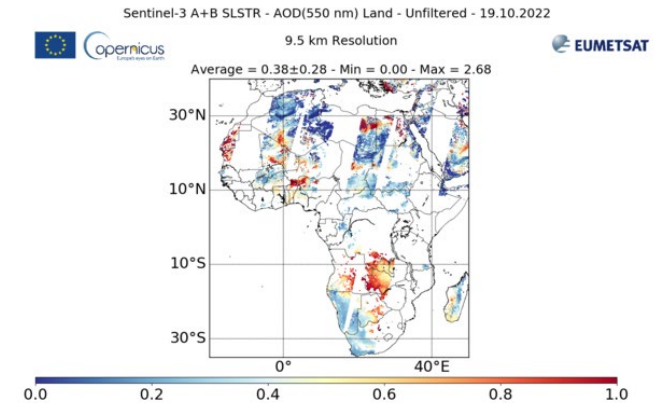 Sentinel-3 A+B SLSTR - AOD(550 nm) Land - Unfiltered - 19.10.2022
opernicus
Europe's eyes on Earth
9.5 km Resolution
EUMETSAT
Average = 0.38±0.28 - Min = 0.00 - Max = 2.68
30°N
10°N
10°S
30°S
0°
40°E
0.0
0.2
0.4
0.6
0.8
1.0